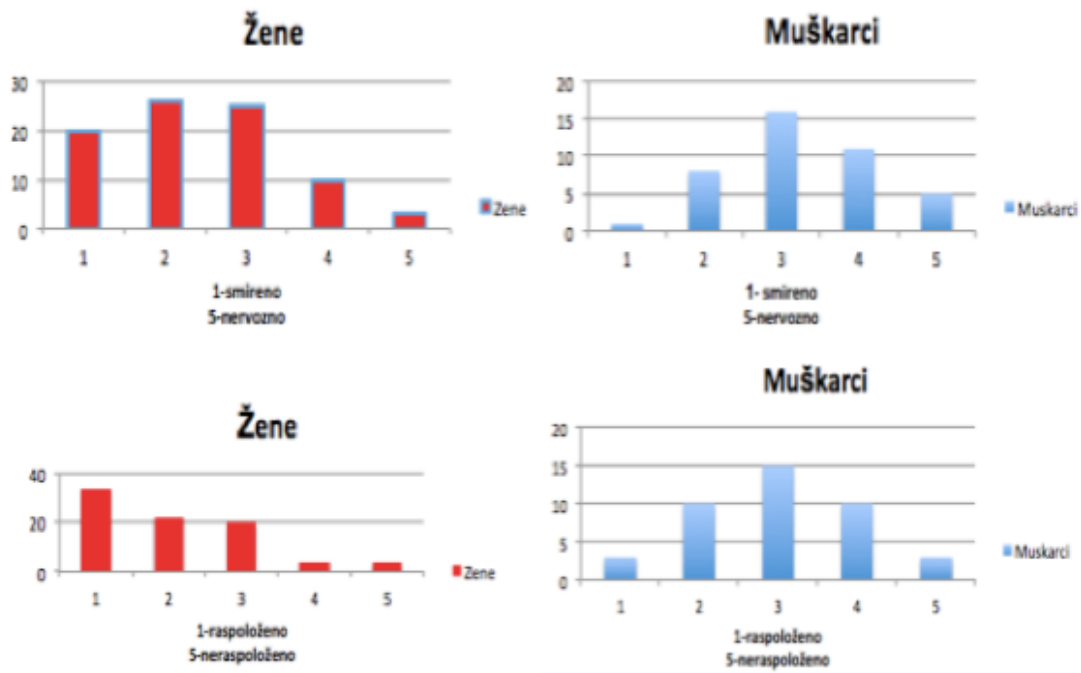 Žene
30
20
10
0
1 2 3 4 5
1-smireno
5-nervozno
Zene
Muškarci
20
15
10
5
0
1 2 3 4 5
1- smireno
5-nervozno
Muskarci
Žene
40
20
0
1 2 3 4 5
1-raspoloženo
5-neraspoloženo
Zene
Muškarci
20
15
10
5
0
1 2 3 4 5
1-raspoloženo
5-neraspoloženo
Muskarci